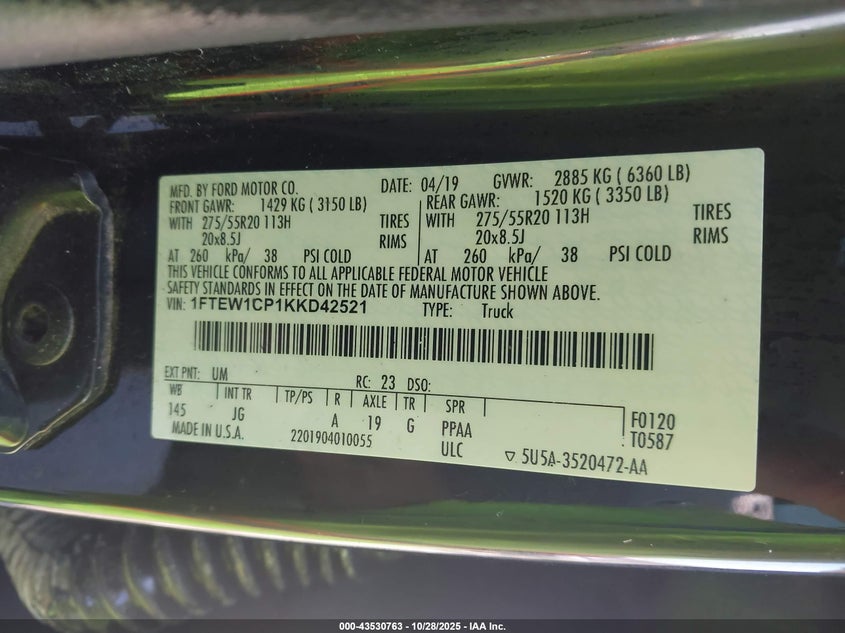 MFD. BY FORD MOTOR CO. DATE: 04/19 GVWR: 2885 KG ( 6360 LB)
FRONT GAWR: 1429 KG ( 3150 LB) REAR GAWR: 1520 KG ( 3350 LB)
WITH 275/55R20 113H TIRES WITH 275/55R20 113H TIRES
20x8.5J RIMS 20x8.5J RIMS
AT 260 kPa/ 38 PSI COLD AT 260 kPa/ 38 PSI COLD
THIS VEHICLE CONFORMS TO ALL APPLICABLE FEDERAL MOTOR VEHICLE
SAFETY STANDARDS IN EFFECT ON THE DATE OF MANUFACTURE SHOWN ABOVE.
VIN: 1FTEW1CP1KKD42521 TYPE: Truck
EXT PNT: UM RC: 23 DSO:
WB INT TR TP/PS R AXLE TR SPR
145 JG A 19 G PPAA F0120
MADE IN U.S.A. 2201904010055 ULC T0587
▽ 5U5A-3520472-AA
000-43530763 - 10/28/2025 - IAA Inc.